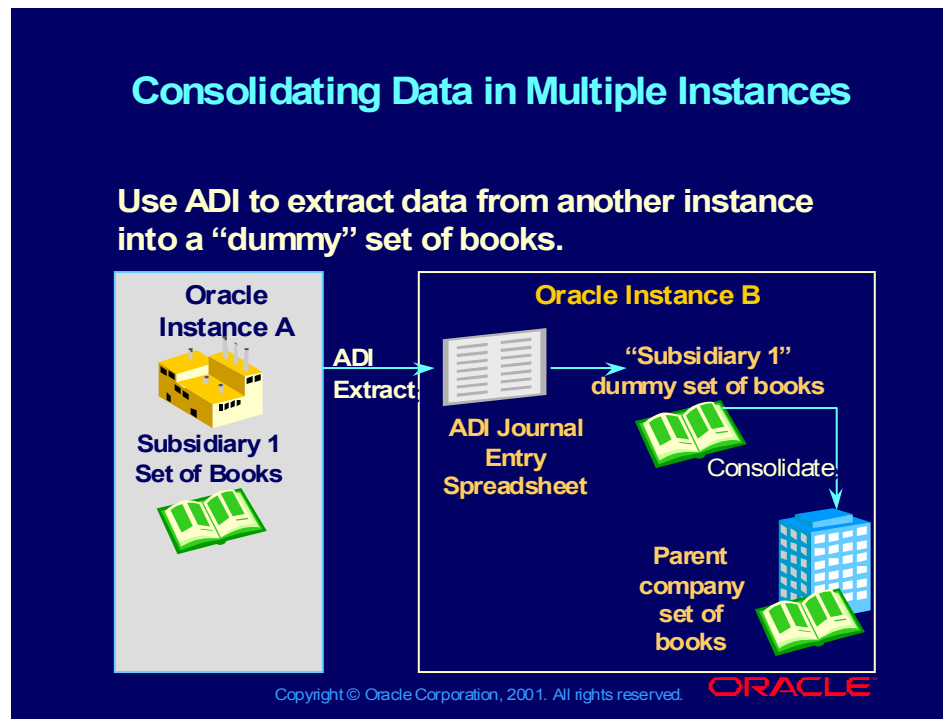 Consolidating Data in Multiple Instances
Use ADI to extract data from another instance
into a “dummy” set of books.
Oracle
Instance A
Subsidiary 1
Set of Books
ADI
Extract
Oracle Instance B
ADI Journal
Entry
Spreadsheet
“Subsidiary 1”
dummy set of books
Consolidate
Parent
company
set of
books
Copyright © Oracle Corporation, 2001. All rights reserved.
ORACLE